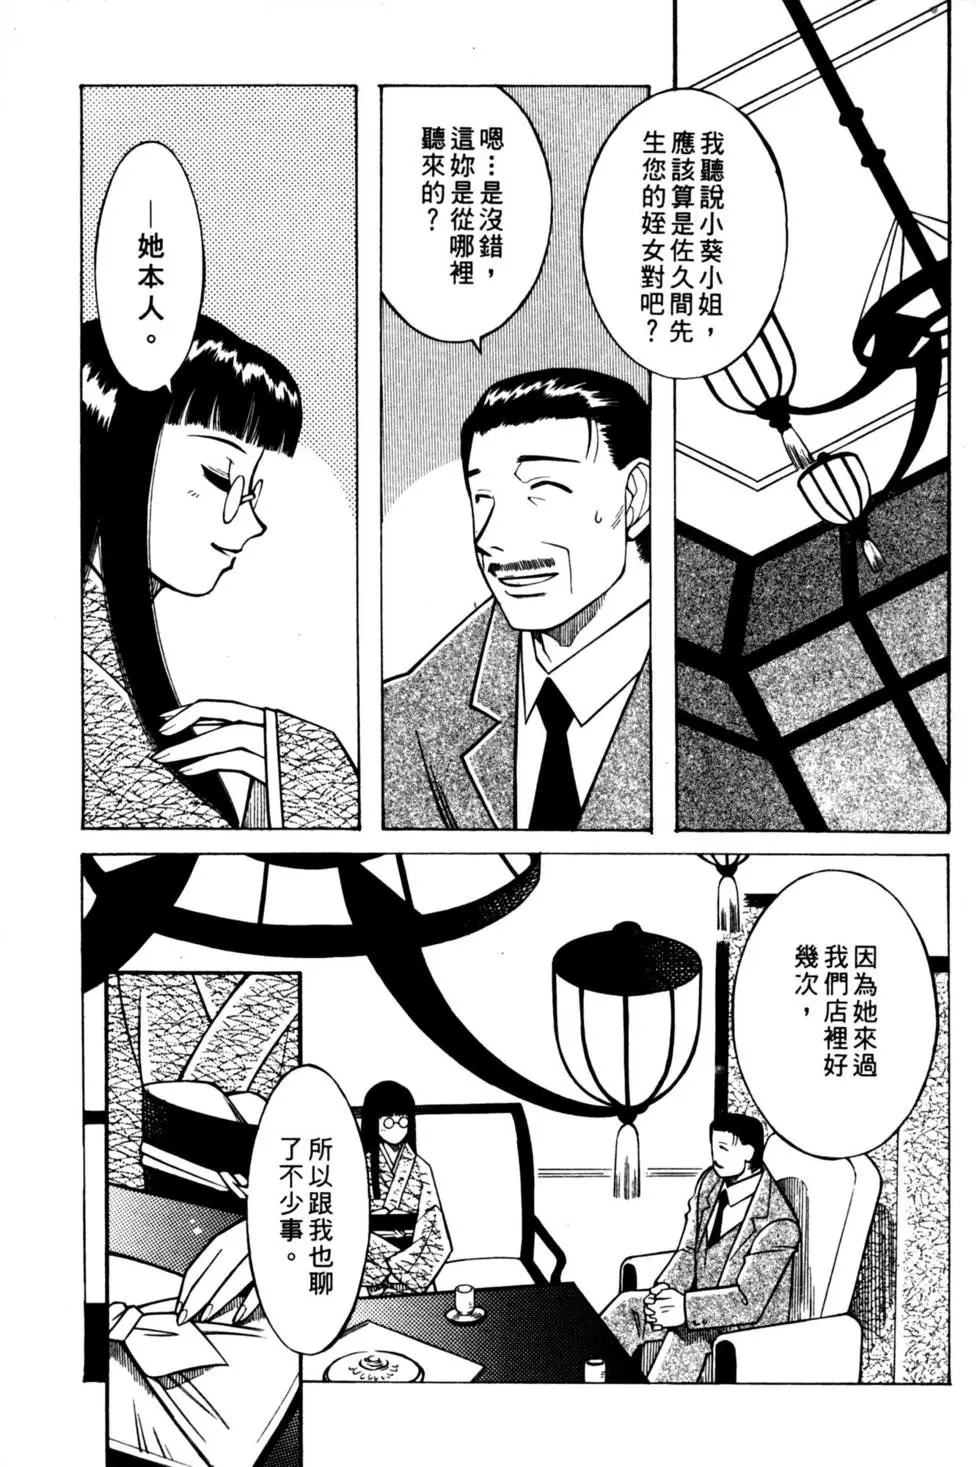 我聽說小葵小姐，
應該算是佐久間先
生您的姪女對吧？
嗯…是沒錯，
這妳是從哪裡
聽來的？
—她本人。
因為她來過
我們店裡好
幾次，
所以跟我也聊
了不少事。